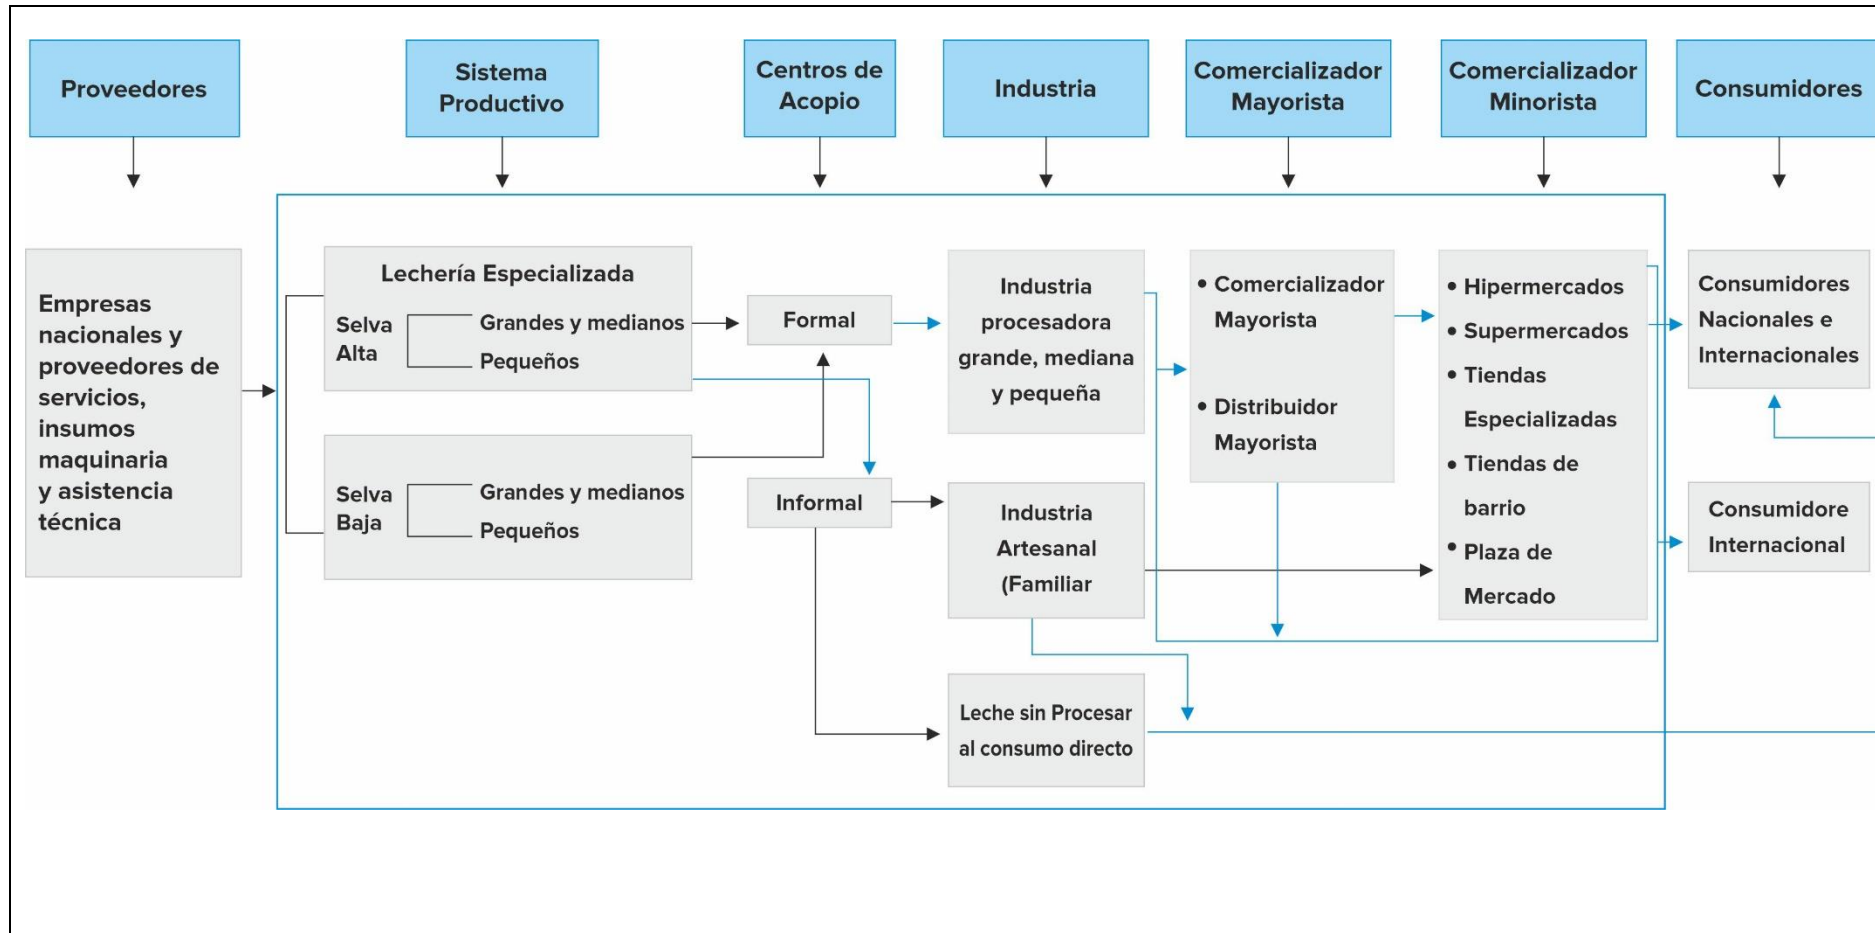 Proveedores
Sistema
Productivo
Centros de
Acopio
Industria
Comercializador
Mayorista
Comercializador
Minorista
Consumidores
Empresas
nacionales y
proveedores de
servicios,
insumos
maquinaria
y asistencia
técnica
Lechería Especializada
Selva
Alta
Grandes y medianos
Pequeños
Selva
Baja
Grandes y medianos
Pequeños
Formal
Informal
Industria
procesadora
grande, mediana
y pequeña
Industria
Artesanal
(Familiar
Leche sin Procesar
al consumo directo
• Comercializador
Mayorista
• Distribuidor
Mayorista
• Hipermercados
• Supermercados
• Tiendas
Especializadas
• Tiendas de
barrio
• Plaza de
Mercado
Consumidores
Nacionales e
Internacionales
Consumidore
Internacional